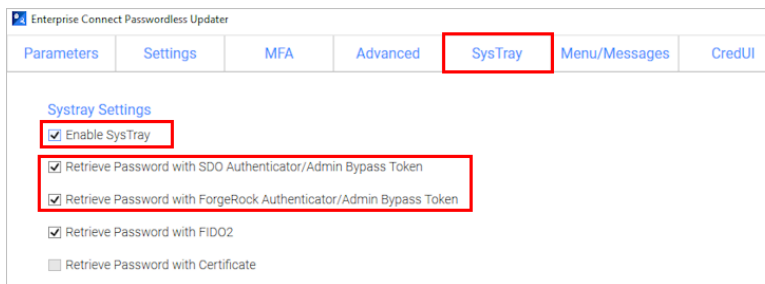 Enterprise Connect Passwordless Updater
Parameters Settings MFA Advanced SysTray Menu/Messages CredUI
Systray Settings
Enable SysTray
Retrieve Password with SDO Authenticator/Admin Bypass Token
Retrieve Password with ForgeRock Authenticator/Admin Bypass Token
Retrieve Password with FIDO2
Retrieve Password with Certificate